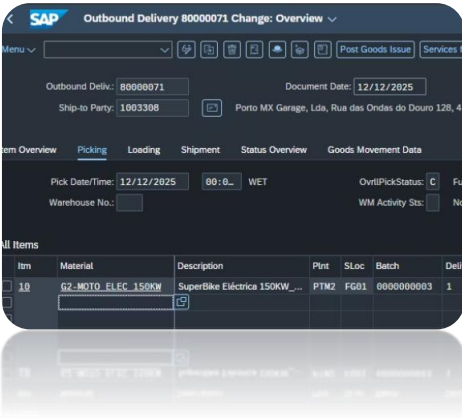 SAP Outbound Delivery 80000071 Change: Overview
Menu Post Goods Issue Services
Outbound Deliv.: 80000071 Document Date: 12/12/2025
Ship-to Party: 1003308 Porto MX Garage, Lda, Rua das Ondas do Douro 128, 4
Overview Picking Loading Shipment Status Overview Goods Movement Data
Pick Date/Time: 12/12/2025 00:0… WET OvrllPickStatus: C
Warehouse No.: WM Activity Sts:
All Items
Itm Material Description Plnt SLoc Batch Deli
10 G2-MOTO_ELEC_150KW SuperBike Eléctrica 150KW_... PTM2 FG01 0000000003 1